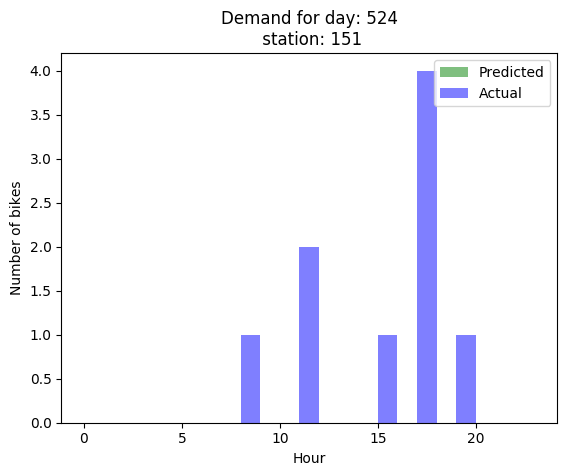 Demand for day: 524
station: 151
Predicted
Actual
4.0
3.5
3.0
2.5
2.0
1.5
1.0
0.5
0.0
Number of bikes
0 5 10 15 20
Hour